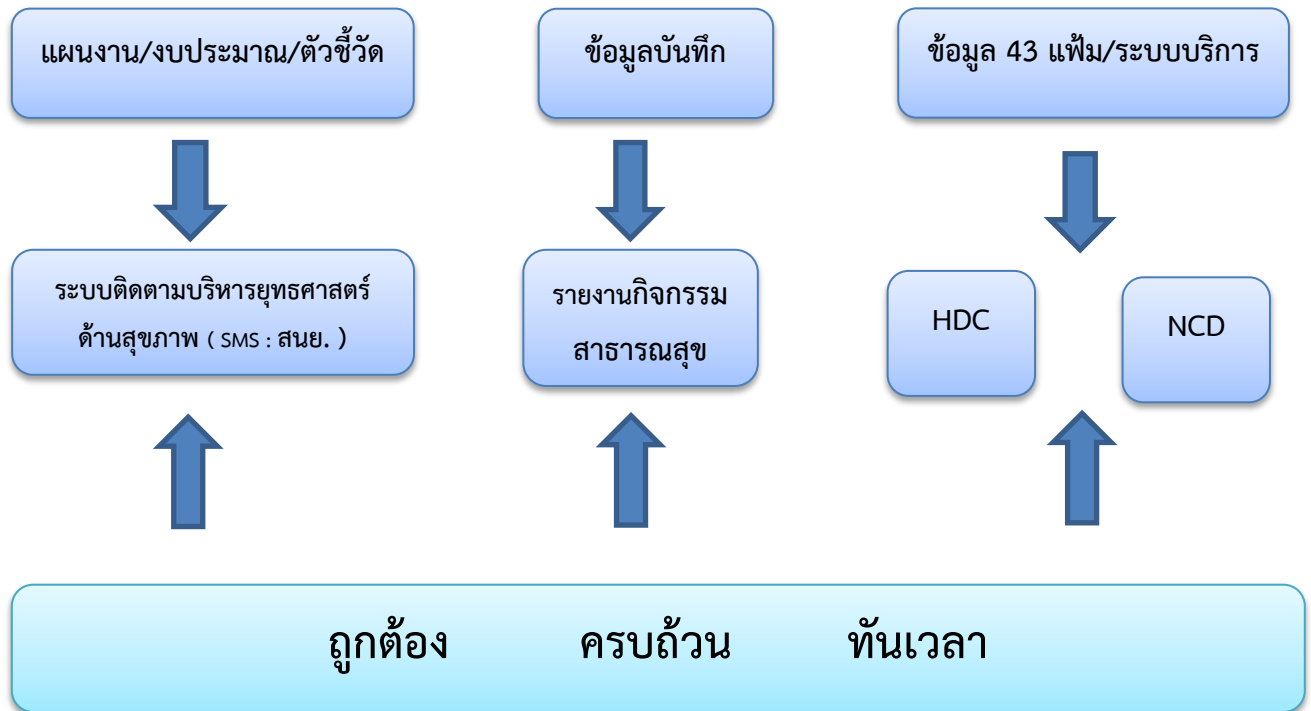 แผนงาน/งบประมาณ/ตัวชี้วัด
ข้อมูลบันทึก
ข้อมูล 43 แฟ้ม/ระบบบริการ
ระบบติดตามบริหารยุทธศาสตร์
ด้านสุขภาพ ( SMS : สนย. )
รายงานกิจกรรม
สาธารณสุข
HDC
NCD
ถูกต้อง ครบถ้วน ทันเวลา